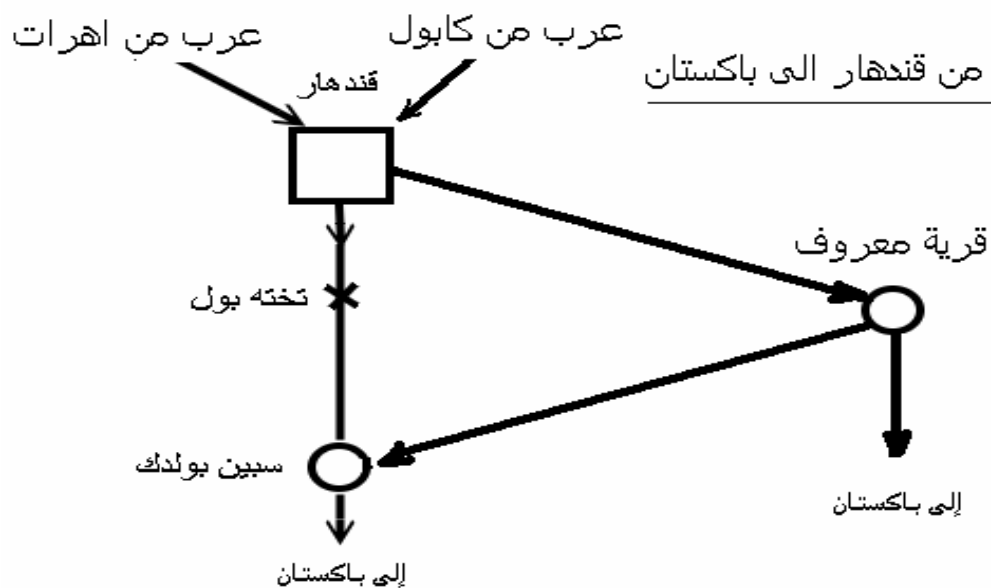 عرب من كابول
عرب من اهرات
من قندهار الى باكستان
قندهار
قرية معروف
تخته بول
سبين بولدك
إلى باكستان
إلى باكستان